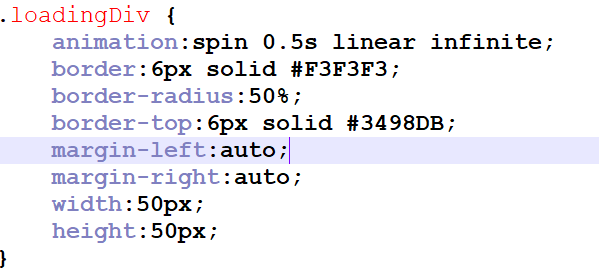 .loadingDiv {
animation:spin 0.5s linear infinite;
border:6px solid #F3F3F3;
border-radius:50%;
border-top:6px solid #3498DB;
margin-left:auto;
margin-right:auto;
width:50px;
height:50px;
}